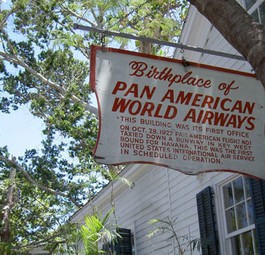 Birthplace of
PAN AMERICAN
WORLD AIRWAYS
"THIS BUILDING WAS ITS FIRST OFFICE
ON OCT. 28, 1927 PAN AMERICAN FLIGHT NO 1
TAXIED DOWN A RUNWAY IN KEY WEST
BOUND FOR HAVANA. THIS WAS THE FIRST
UNITED STATES INTERNATIONAL AIR SERVICE
IN SCHEDULED OPERATION."